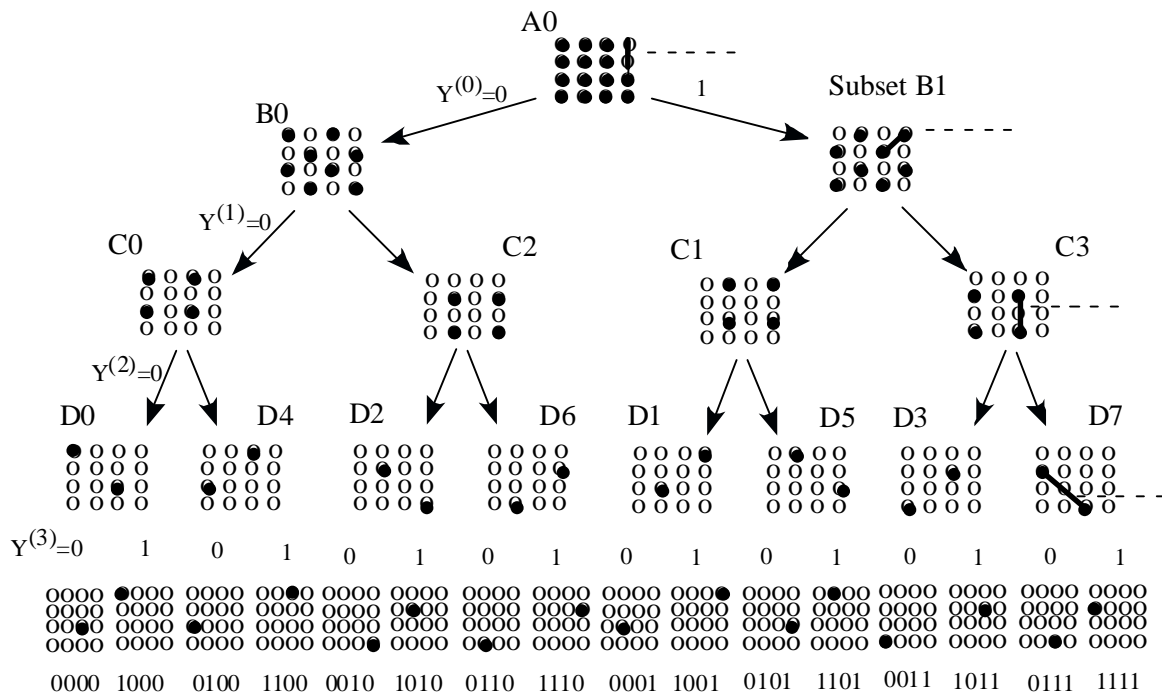 A0
Y(0)=0
1
Subset B1
B0
Y(1)=0
C0
C2
C1
C3
Y(2)=0
D0
D4
D2
D6
D1
D5
D3
D7
Y(3)=0 1 0 1 0 1 0 1 0 1 0 1 0 1 0 1
0000 1000 0100 1100 0010 1010 0110 1110 0001 1001 0101 1101 0011 1011 0111 1111